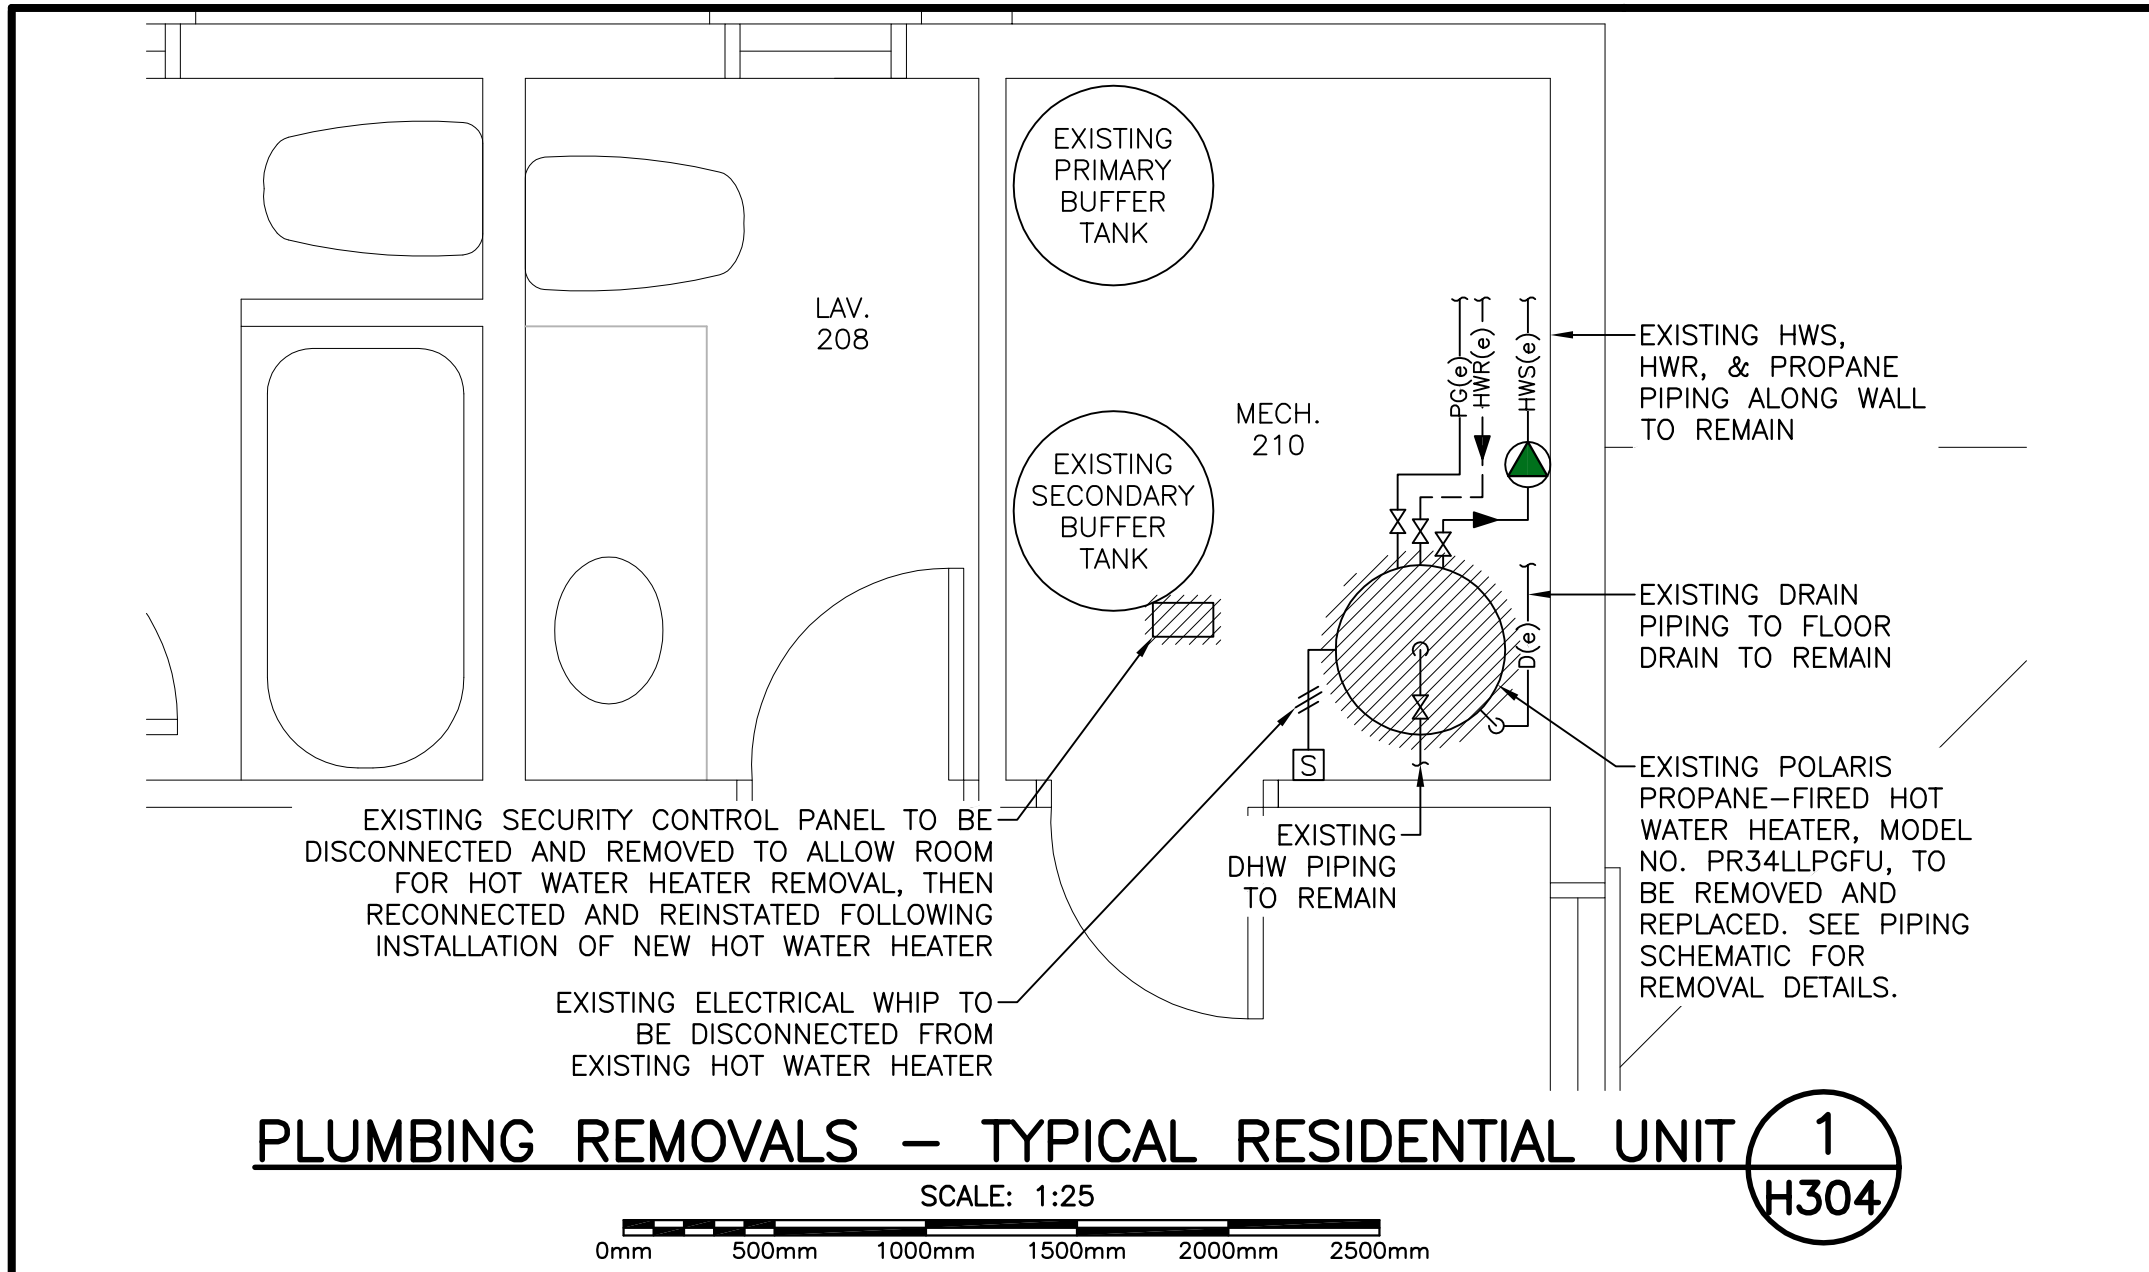 EXISTING
PRIMARY
BUFFER
TANK
LAV.
208
EXISTING
SECONDARY
BUFFER
TANK
MECH.
210
PG(e)
HWR(e)
HWS(e)
EXISTING HWS,
HWR, & PROPANE
PIPING ALONG WALL
TO REMAIN
D(e)
EXISTING DRAIN
PIPING TO FLOOR
DRAIN TO REMAIN
S
EXISTING POLARIS
PROPANE-FIRED HOT
WATER HEATER, MODEL
NO. PR34LLPGFU, TO
BE REMOVED AND
REPLACED. SEE PIPING
SCHEMATIC FOR
REMOVAL DETAILS.
EXISTING SECURITY CONTROL PANEL TO BE
DISCONNECTED AND REMOVED TO ALLOW ROOM
FOR HOT WATER HEATER REMOVAL, THEN
RECONNECTED AND REINSTATED FOLLOWING
INSTALLATION OF NEW HOT WATER HEATER
EXISTING
DHW PIPING
TO REMAIN
EXISTING ELECTRICAL WHIP TO
BE DISCONNECTED FROM
EXISTING HOT WATER HEATER
PLUMBING REMOVALS - TYPICAL RESIDENTIAL UNIT
1
H304
SCALE: 1:25
0mm 500mm 1000mm 1500mm 2000mm 2500mm